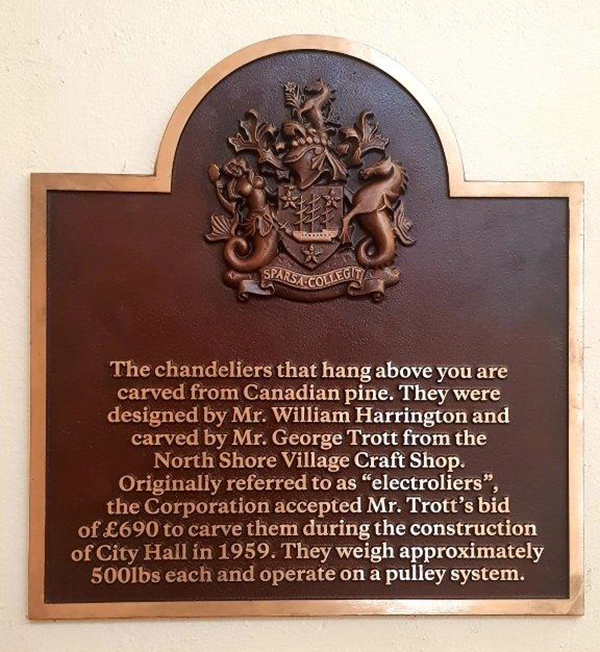 SPARSA·COLLEGIT
The chandeliers that hang above you are
carved from Canadian pine. They were
designed by Mr. William Harrington and
carved by Mr. George Trott from the
North Shore Village Craft Shop.
Originally referred to as “electroliers”,
the Corporation accepted Mr. Trott’s bid
of £690 to carve them during the construction
of City Hall in 1959. They weigh approximately
500lbs each and operate on a pulley system.